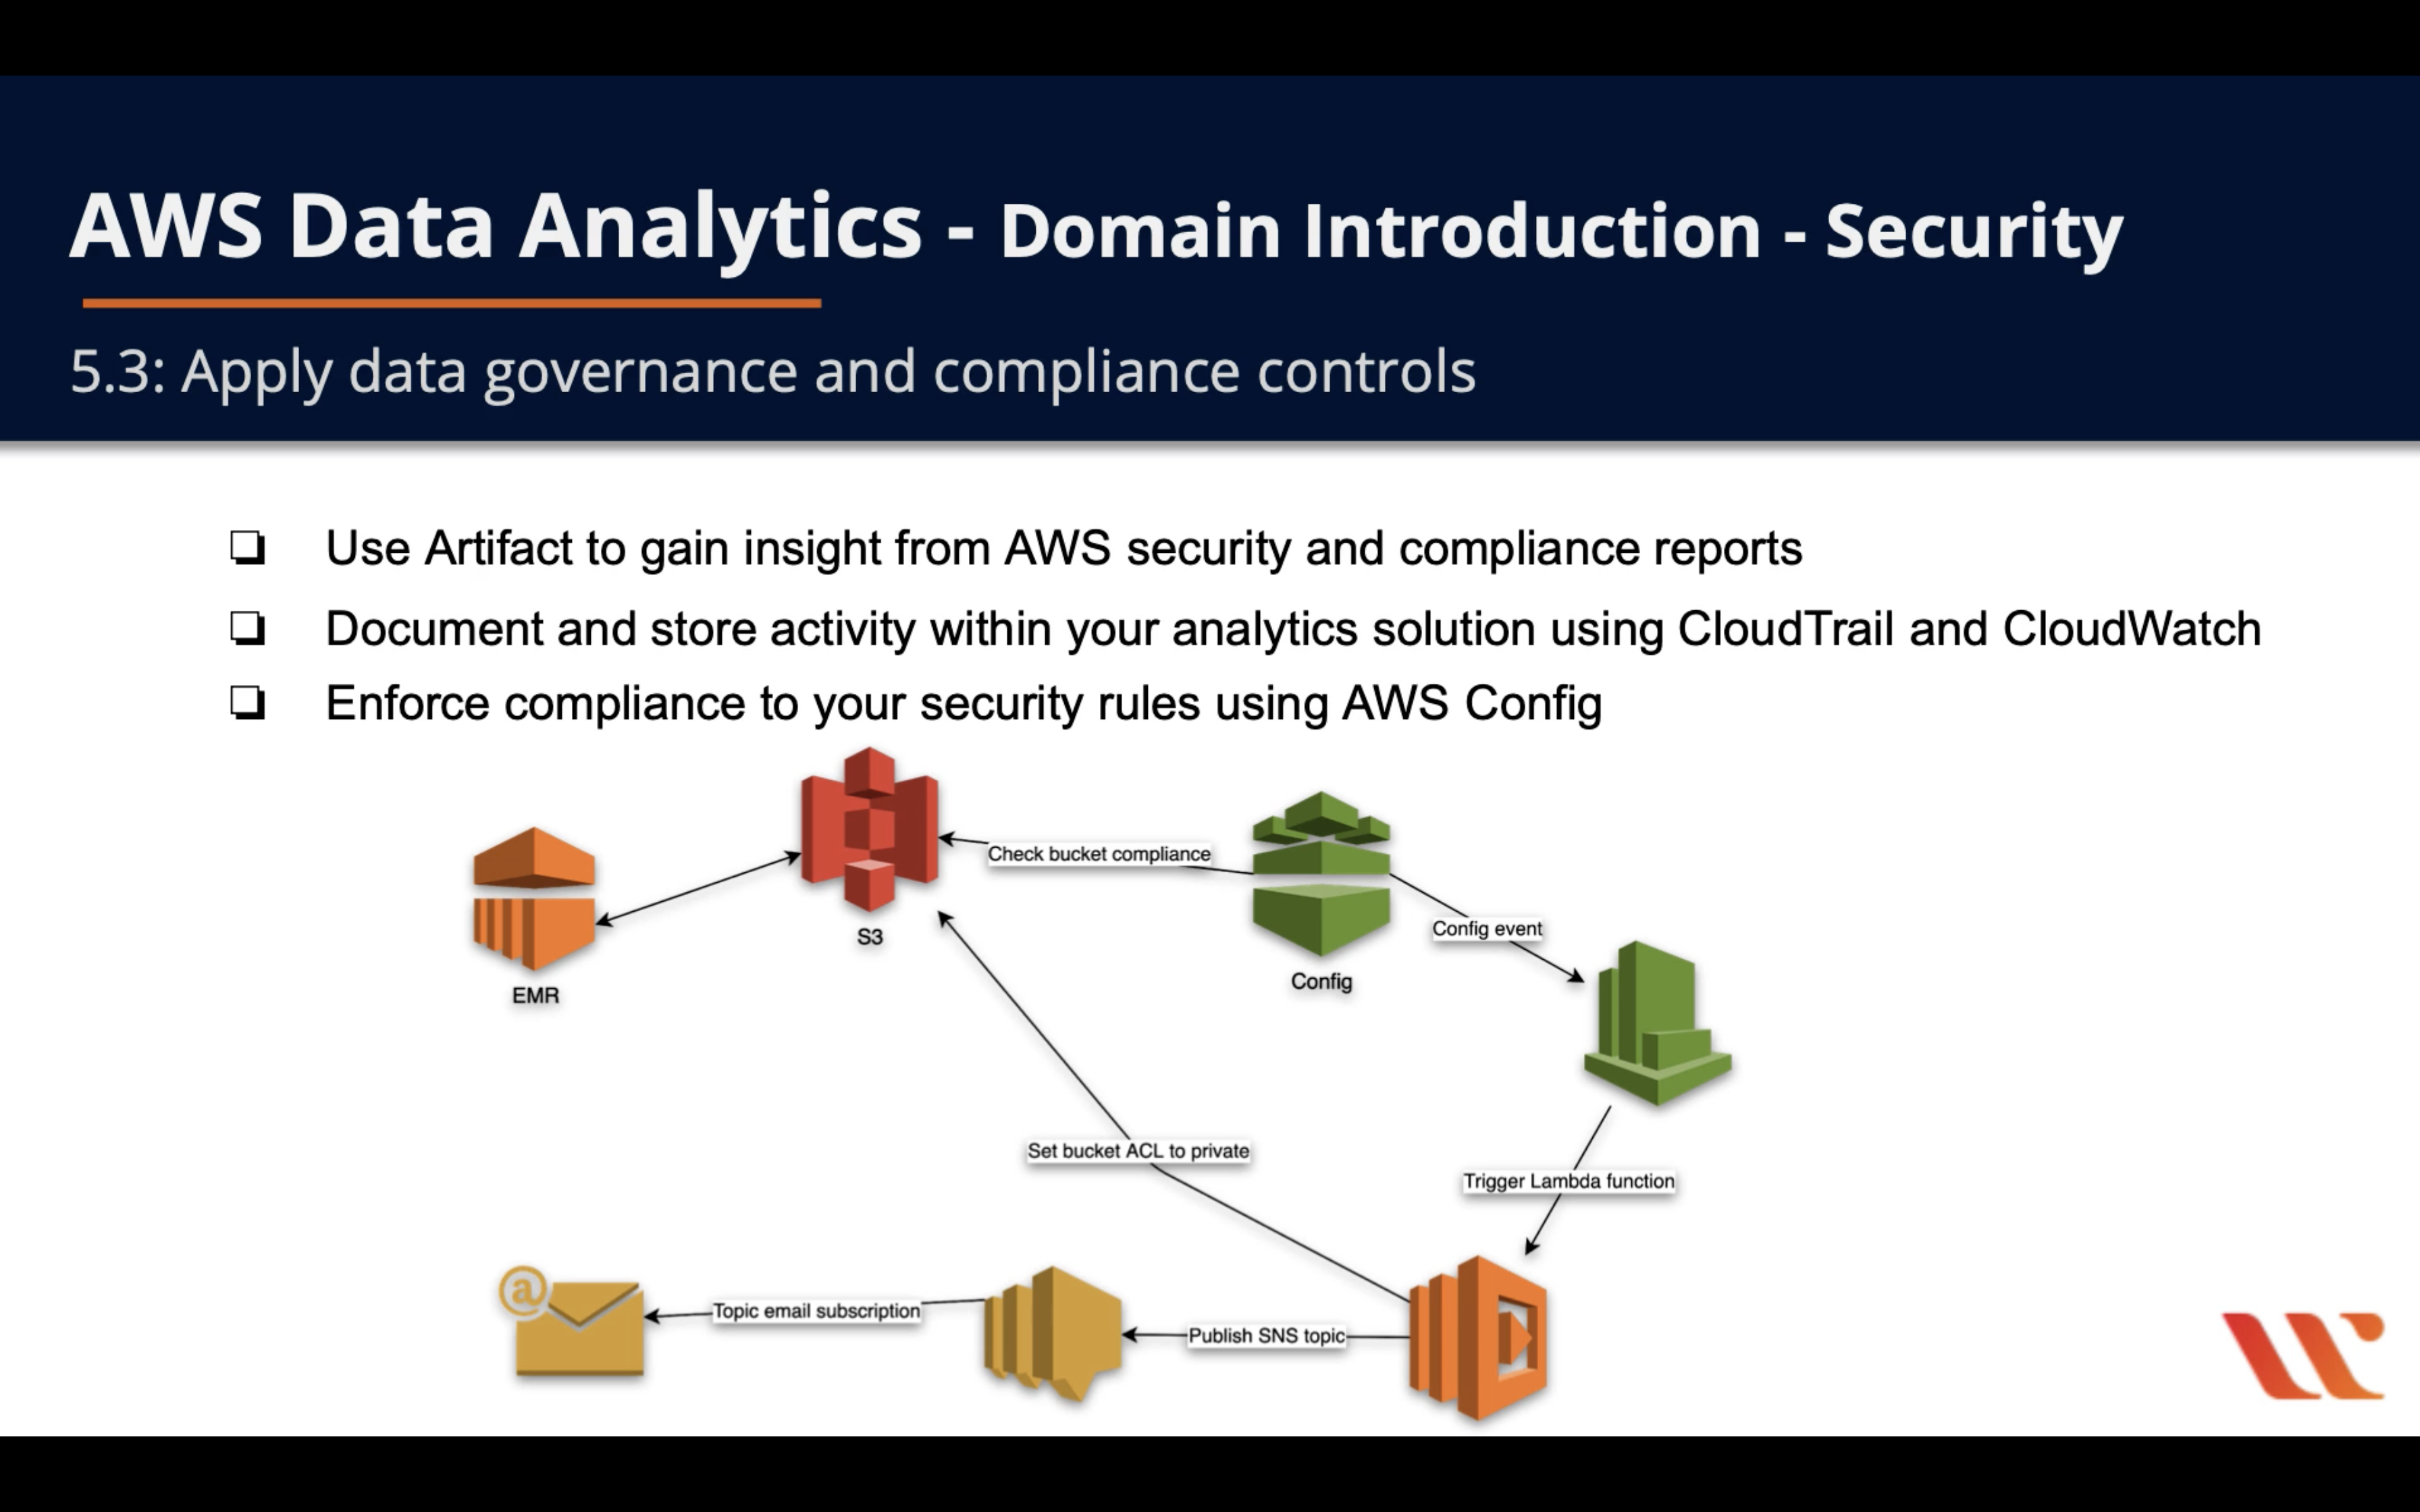 AWS Data Analytics - Domain Introduction - Security
5.3: Apply data governance and compliance controls
Use Artifact to gain insight from AWS security and compliance reports
Document and store activity within your analytics solution using CloudTrail and CloudWatch
Enforce compliance to your security rules using AWS Config
Check bucket compliance
Config event
S3
Config
EMR
Set bucket ACL to private
Trigger Lambda function
Topic email subscription
Publish SNS topic